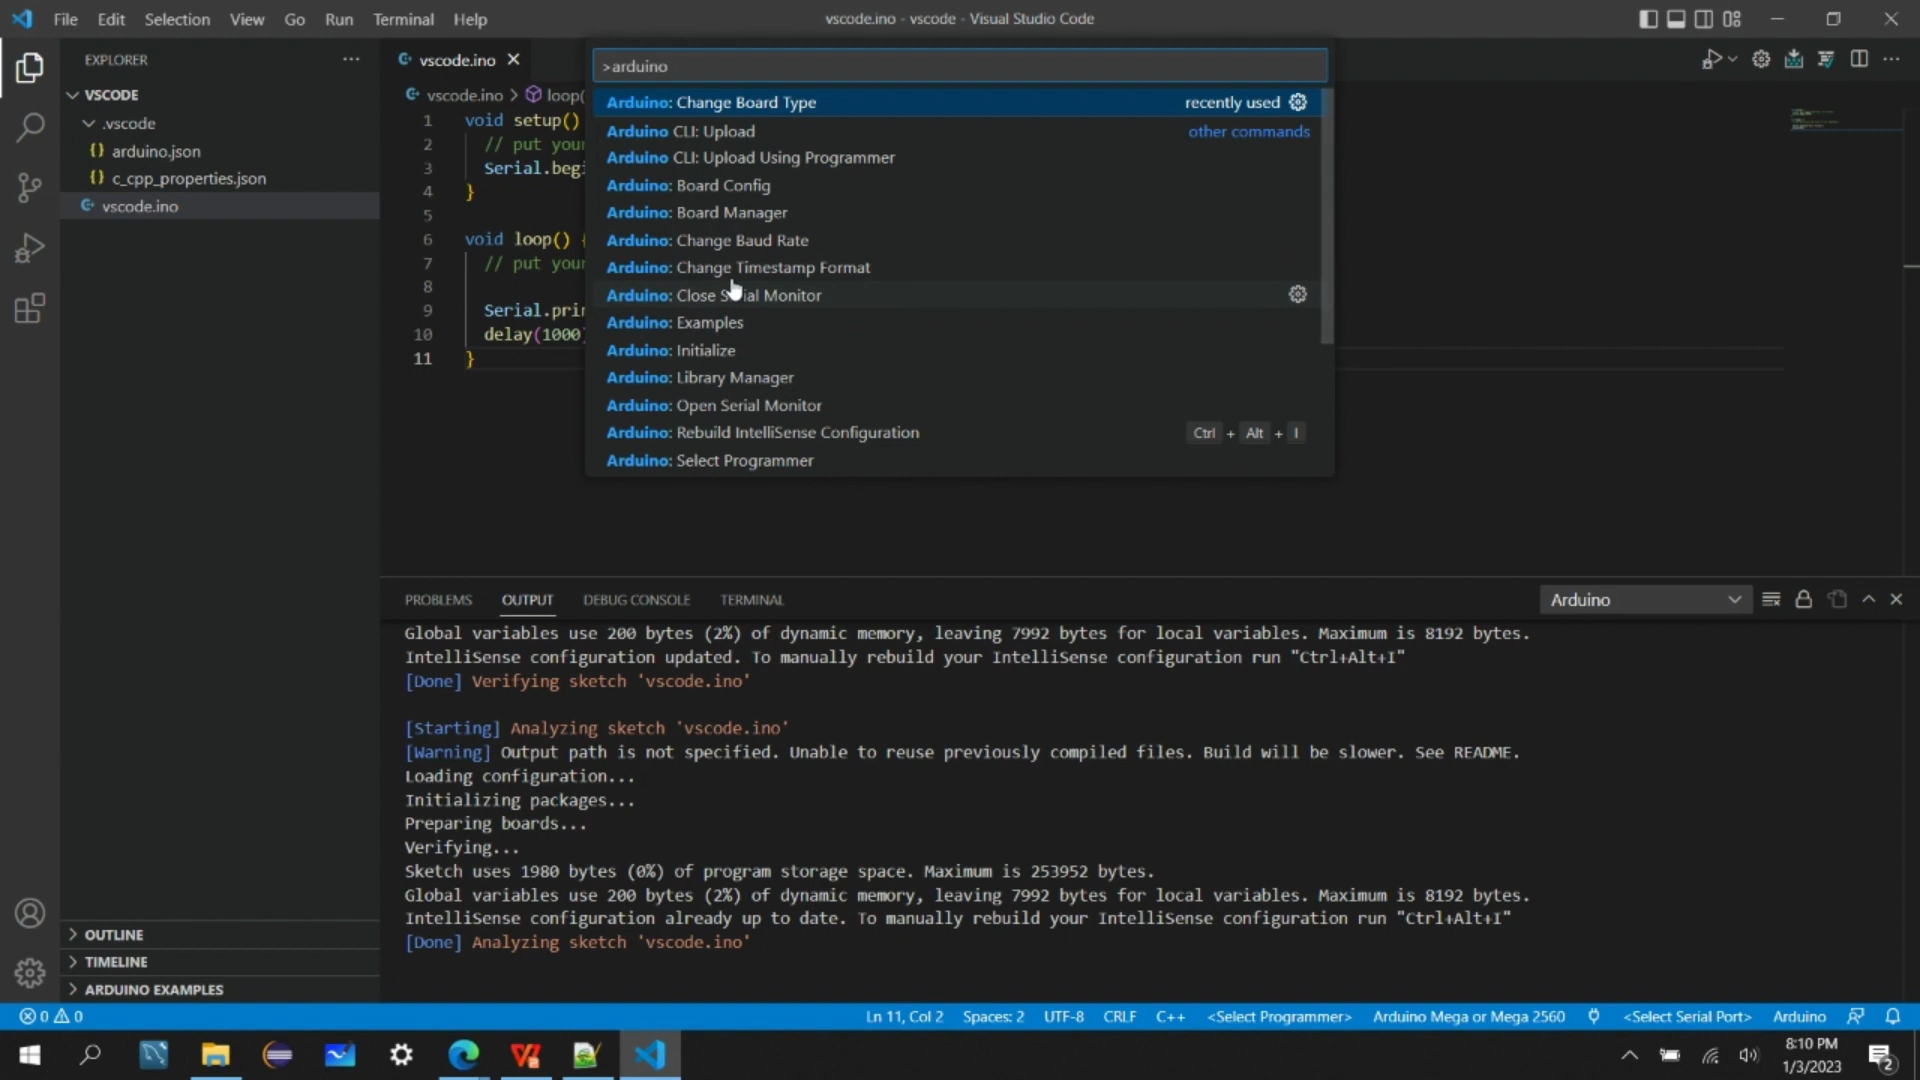 File Edit Selection View Go Run Terminal Help
vscode.ino - vscode - Visual Studio Code
EXPLORER
VSCODE
.vscode
arduino.json
c_cpp_properties.json
vscode.ino
vscode.ino
vscode.ino > loop(
>arduino
Arduino: Change Board Type recently used
Arduino CLI: Upload other commands
Arduino CLI: Upload Using Programmer
Arduino: Board Config
Arduino: Board Manager
Arduino: Change Baud Rate
Arduino: Change Timestamp Format
Arduino: Close Serial Monitor
Arduino: Examples
Arduino: Initialize
Arduino: Library Manager
Arduino: Open Serial Monitor
Arduino: Rebuild IntelliSense Configuration Ctrl + Alt + I
Arduino: Select Programmer
1 void setup()
2 // put your
3 Serial.begi
4 }
5
6 void loop() {
7 // put your
8
9 Serial.prin
10 delay(1000)
11 }
PROBLEMS OUTPUT DEBUG CONSOLE TERMINAL Arduino
Global variables use 200 bytes (2%) of dynamic memory, leaving 7992 bytes for local variables. Maximum is 8192 bytes.
IntelliSense configuration updated. To manually rebuild your IntelliSense configuration run "Ctrl+Alt+I"
[Done] Verifying sketch 'vscode.ino'
[Starting] Analyzing sketch 'vscode.ino'
[Warning] Output path is not specified. Unable to reuse previously compiled files. Build will be slower. See README.
Loading configuration...
Initializing packages...
Preparing boards...
Verifying...
Sketch uses 1980 bytes (0%) of program storage space. Maximum is 253952 bytes.
Global variables use 200 bytes (2%) of dynamic memory, leaving 7992 bytes for local variables. Maximum is 8192 bytes.
IntelliSense configuration already up to date. To manually rebuild your IntelliSense configuration run "Ctrl+Alt+I"
[Done] Analyzing sketch 'vscode.ino'
OUTLINE
TIMELINE
ARDUINO EXAMPLES
0 0 Ln 11, Col 2 Spaces: 2 UTF-8 CRLF C++ <Select Programmer> Arduino Mega or Mega 2560 <Select Serial Port> Arduino
8:10 PM
1/3/2023
2